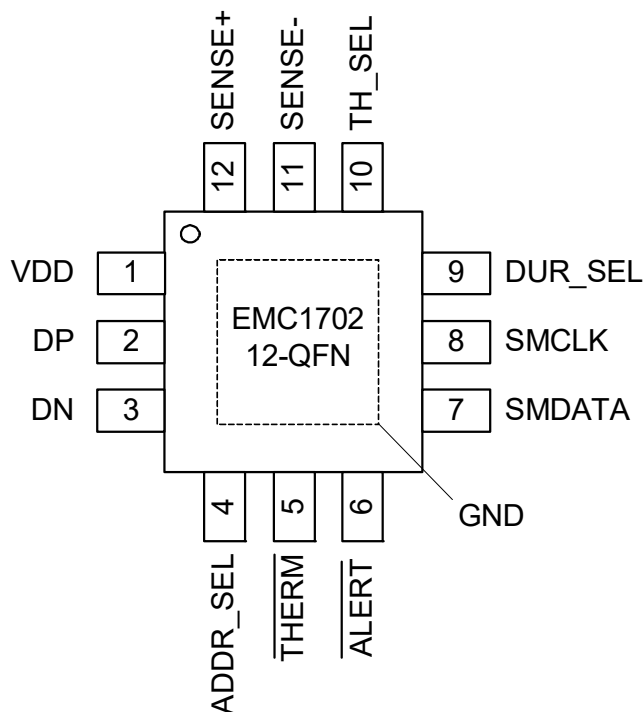 SENSE+
SENSE-
TH_SEL
12
11
10
VDD
1
9
DUR_SEL
DP
2
EMC1702
12-QFN
8
SMCLK
DN
3
7
SMDATA
4
5
6
GND
ADDR_SEL
THERM
ALERT